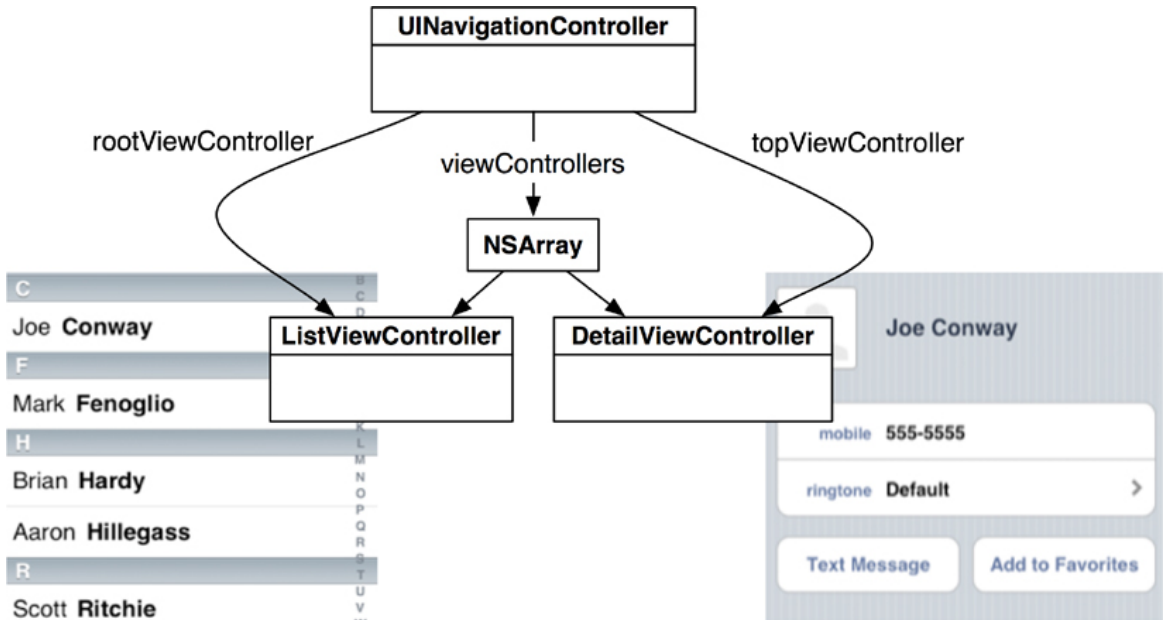 UINavigationController
rootViewController
viewControllers
topViewController
NSArray
ListViewController
DetailViewController
C
Joe Conway
F
Mark Fenoglio
H
Brian Hardy
Aaron Hillegass
R
Scott Ritchie
B
C
D
K
L
M
N
O
P
Q
R
S
T
U
V
Joe Conway
mobile 555-5555
ringtone Default
Text Message
Add to Favorites